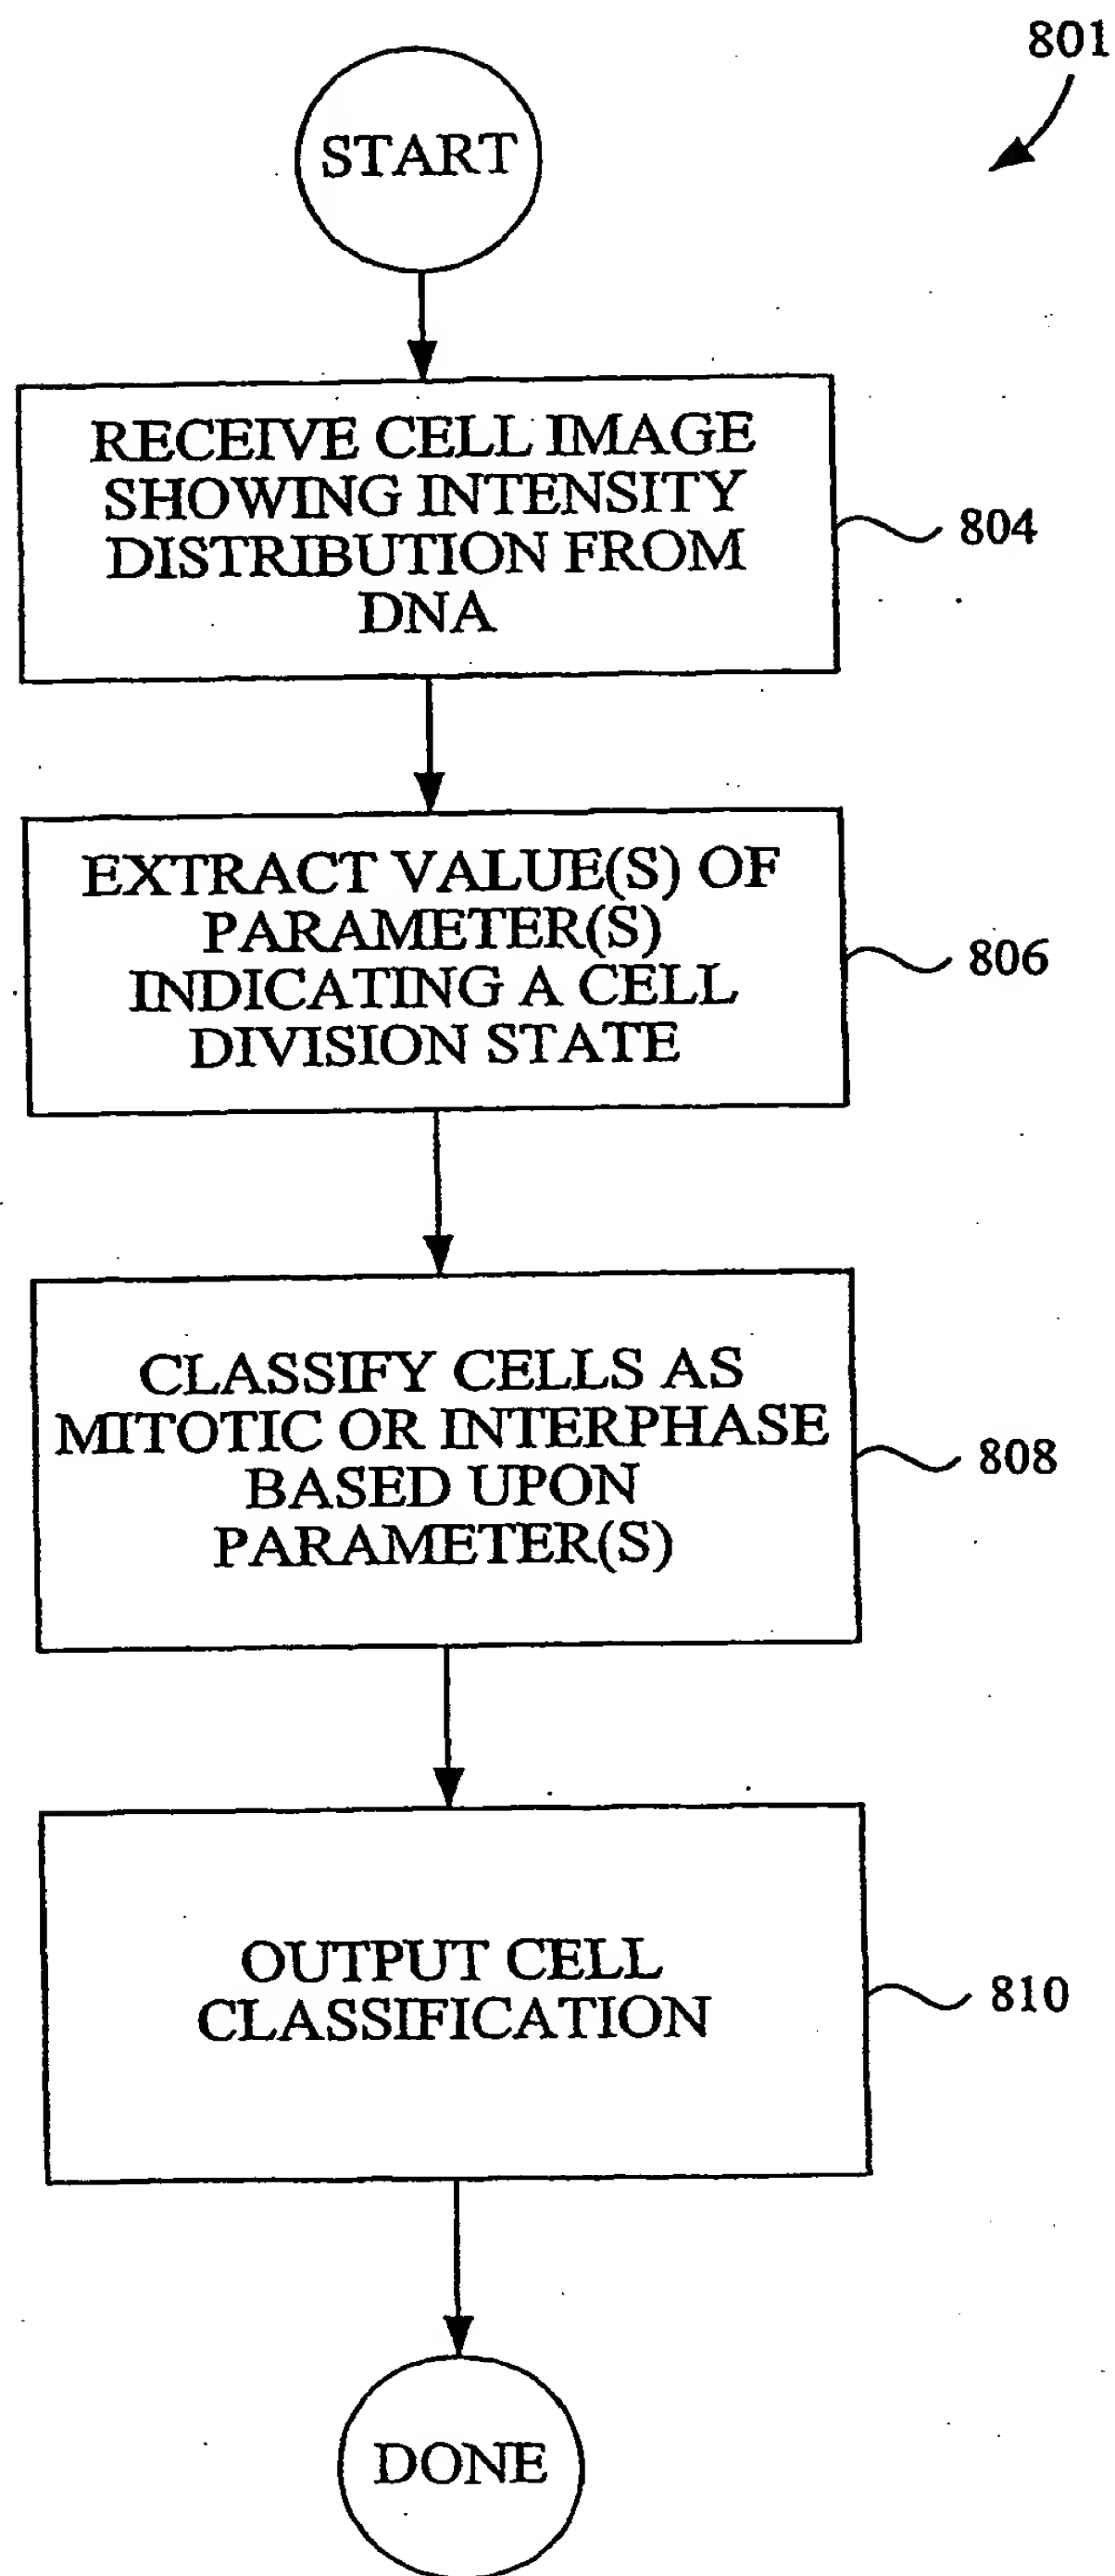 801
START
RECEIVE CELL IMAGE
SHOWING INTENSITY
DISTRIBUTION FROM
DNA
804
EXTRACT VALUE(S) OF
PARAMETER(S)
INDICATING A CELL
DIVISION STATE
806
CLASSIFY CELLS AS
MITOTIC OR INTERPHASE
BASED UPON
PARAMETER(S)
808
OUTPUT CELL
CLASSIFICATION
810
DONE